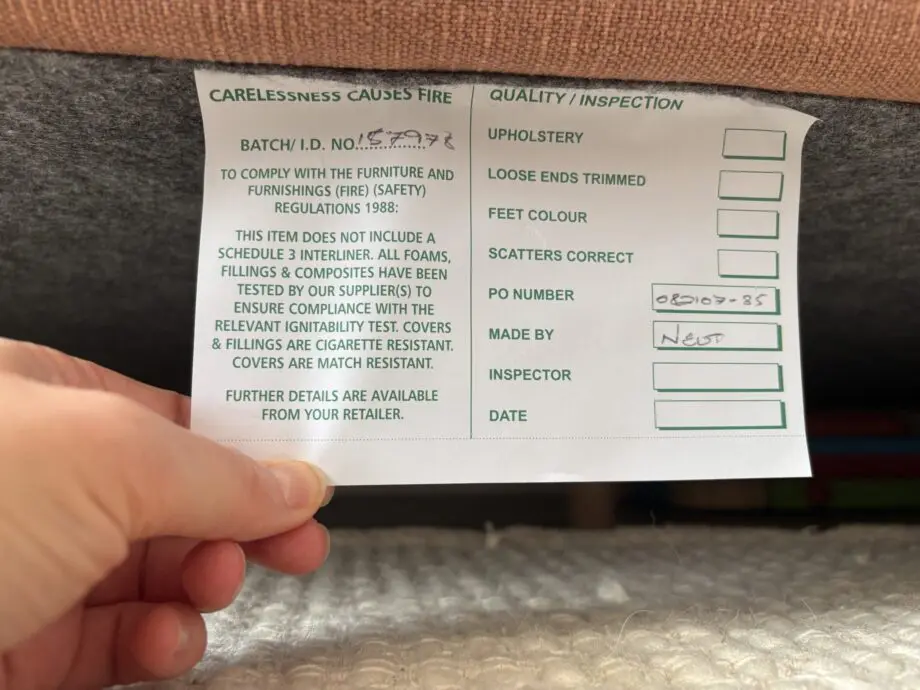 CARELESSNESS CAUSES FIRE
BATCH/ I.D. NO.157978
TO COMPLY WITH THE FURNITURE AND
FURNISHINGS (FIRE) (SAFETY)
REGULATIONS 1988:
THIS ITEM DOES NOT INCLUDE A
SCHEDULE 3 INTERLINER. ALL FOAMS,
FILLINGS & COMPOSITES HAVE BEEN
TESTED BY OUR SUPPLIER(S) TO
ENSURE COMPLIANCE WITH THE
RELEVANT IGNITABILITY TEST. COVERS
& FILLINGS ARE CIGARETTE RESISTANT.
COVERS ARE MATCH RESISTANT.
FURTHER DETAILS ARE AVAILABLE
FROM YOUR RETAILER.
QUALITY / INSPECTION
UPHOLSTERY
LOOSE ENDS TRIMMED
FEET COLOUR
SCATTERS CORRECT
PO NUMBER
MADE BY
INSPECTOR
DATE